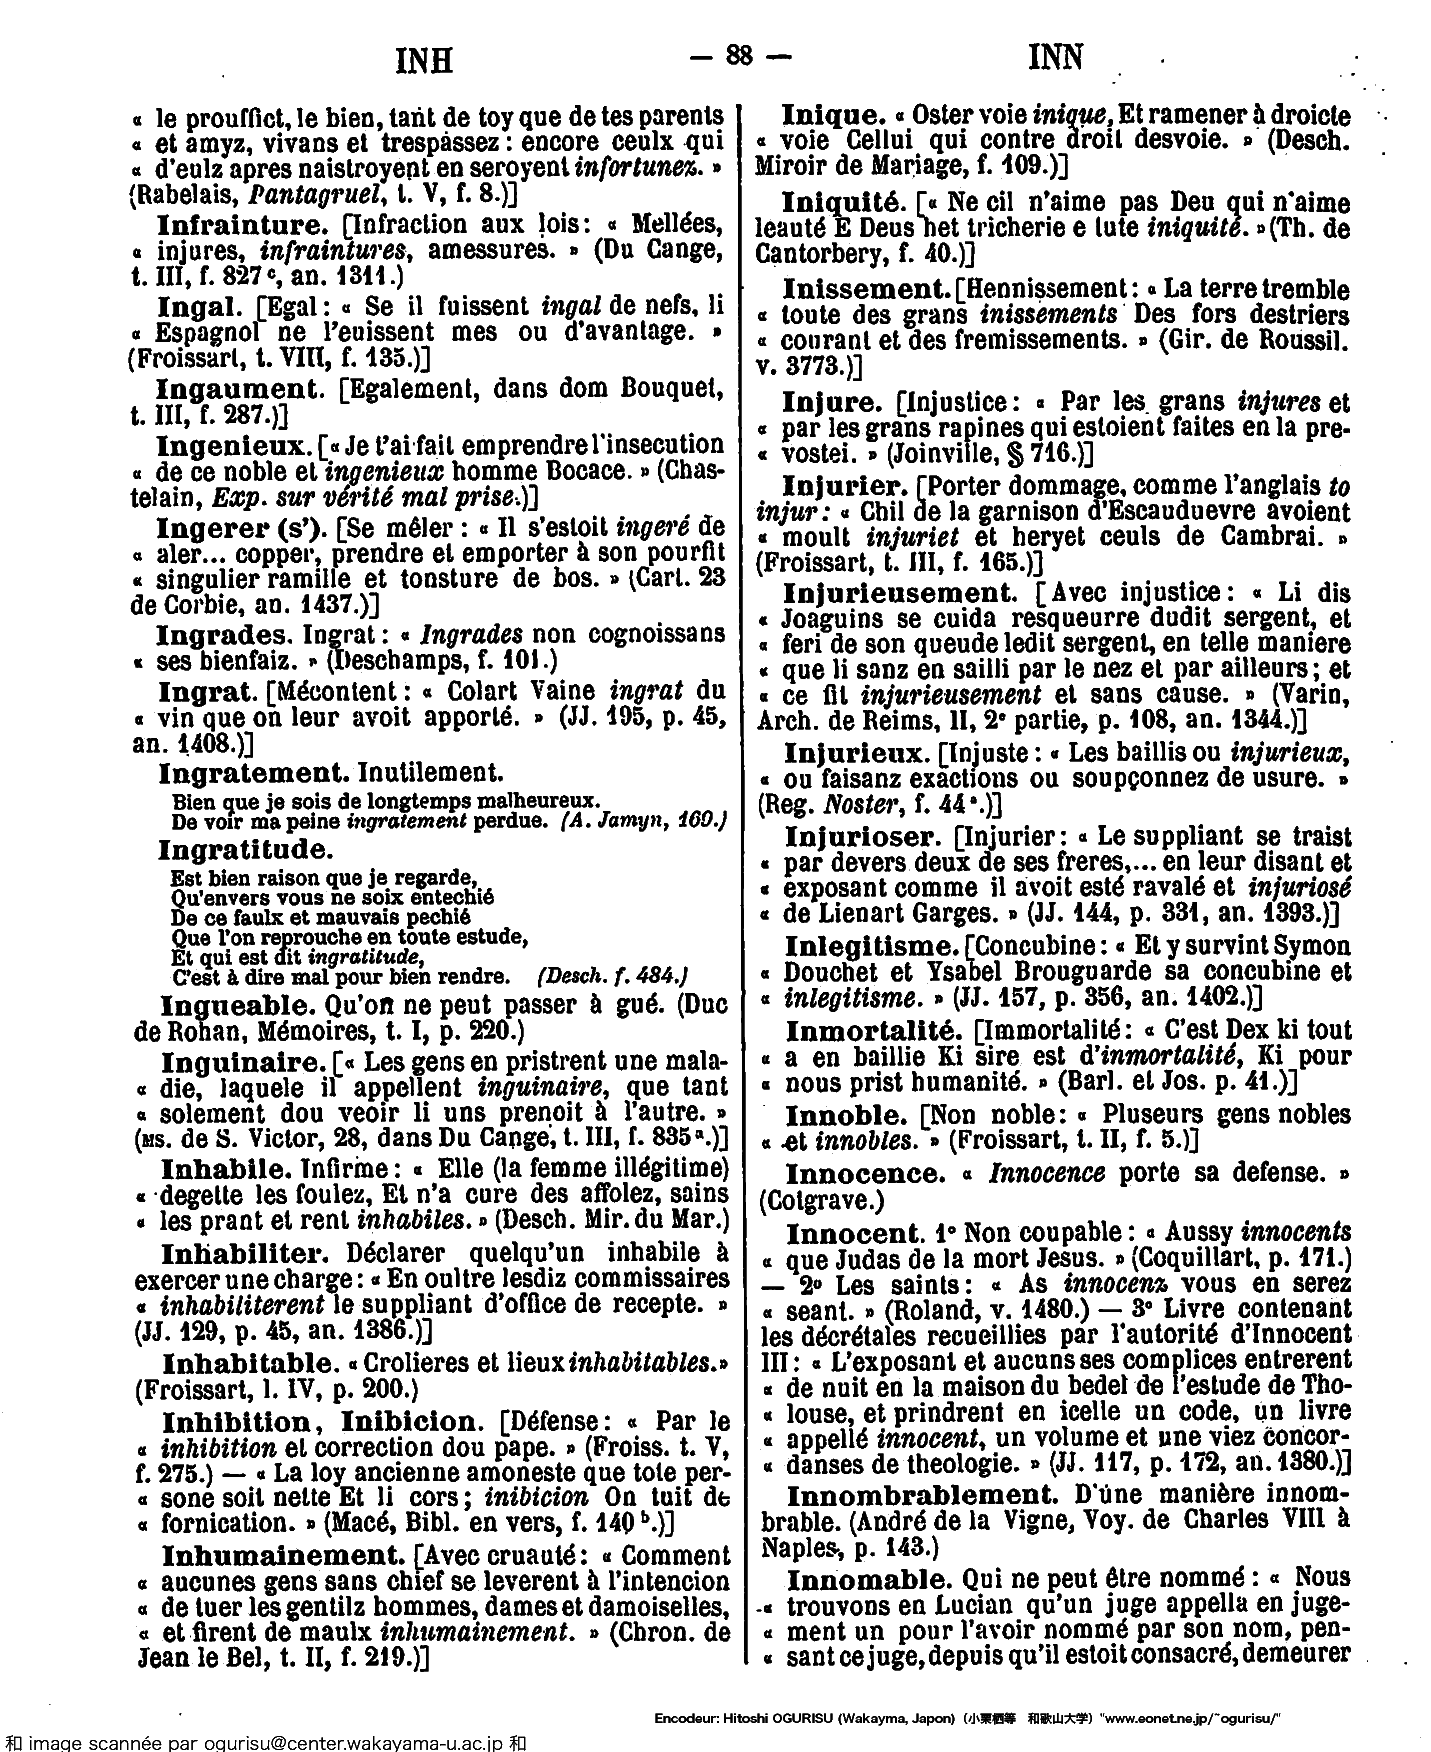 INH — 88 — INN
« le prouffict, le bien, tant de toy que de tes parents
« et amyz, vivans et trespassez : encore ceulx qui
« d'eulz apres naistroyent en seroyent infortunez. »
(Rabelais, Pantagruel, t. V, f. 8.)]
Infrainture. [Infraction aux lois : « Mellées,
« injures, infraintures, amessures. » (Du Cange,
t. III, f. 827 c, an. 1311.)
Ingal. [Egal : « Se il fuissent ingal de nefs, li
« Espagnol ne l'euissent mes ou d'avantage. »
(Froissart, t. VIII, f. 135.)]
Ingaument. [Egalement, dans dom Bouquet,
t. III, f. 287.)]
Ingenieux. [« Je t'ai fait emprendre l'insecution
« de ce noble et ingenieux homme Bocace. » (Chas-
telain, Exp. sur vérité mal prise.)]
Ingerer (s'). [Se mêler : « Il s'estoit ingeré de
« aler... copper, prendre et emporter à son pourfit
« singulier ramille et tonsture de bos. » (Cart. 23
de Corbie, an. 1437.)]
Ingrades. Ingrat : « Ingrades non cognoissans
« ses bienfaiz. » (Deschamps, f. 101.)
Ingrat. [Mécontent : « Colart Vaine ingrat du
« vin que on leur avoit apporté. » (JJ. 195, p. 45,
an. 1408.)]
Ingratement. Inutilement.
Bien que je sois de longtemps malheureux.
De voir ma peine ingratement perdue. (A. Jamyn, 160.)
Ingratitude.
Est bien raison que je regarde,
Qu'envers vous ne soix entechié
De ce faulx et mauvais pechié
Que l'on reprouche en toute estude,
Et qui est dit ingratitude,
C'est à dire mal pour bien rendre. (Desch. f. 484.)
Ingueable. Qu'on ne peut passer à gué. (Duc
de Rohan, Mémoires, t. I, p. 220.)
Inguinaire. [« Les gens en pristrent une mala-
« die, laquele il appellent inguinaire, que tant
« solement dou veoir li uns prenoit à l'autre. »
(MS. de S. Victor, 28, dans Du Cange, t. III, f. 835 a.)]
Inhabile. Infirme : « Elle (la femme illégitime)
« degette les foulez, Et n'a cure des affolez, sains
« les prant et rent inhabiles. » (Desch. Mir. du Mar.)
Inhabiliter. Déclarer quelqu'un inhabile à
exercer une charge : « En oultre lesdiz commissaires
« inhabiliterent le suppliant d'office de recepte. »
(JJ. 129, p. 45, an. 1386.)]
Inhabitable. « Crolieres et lieux inhabitables. »
(Froissart, l. IV, p. 200.)
Inhibition, Inibicion. [Défense : « Par le
« inhibition et correction dou pape. » (Froiss. t. V,
f. 275.) — « La loy ancienne amoneste que tote per-
« sone soit nette Et li cors ; inibicion On tuit de
« fornication. » (Macé, Bibl. en vers, f. 140 b.)]
Inhumainement. [Avec cruauté : « Comment
« aucunes gens sans chief se leverent à l'intencion
« de tuer les gentilz hommes, dames et damoiselles,
« et firent de maulx inhumainement. » (Chron. de
Jean le Bel, t. II, f. 219.)]
Inique. « Oster voie inique, Et ramener à droicte
« voie Cellui qui contre droit desvoie. » (Desch.
Miroir de Mariage, f. 109.)]
Iniquité. [« Ne cil n'aime pas Deu qui n'aime
leauté E Deus het tricherie e tute iniquité. » (Th. de
Cantorbery, f. 40.)]
Inissement. [Hennissement : « La terre tremble
« toute des grans inissements Des fors destriers
« courant et des fremissements. » (Gir. de Roussil.
v. 3773.)]
Injure. [Injustice : « Par les grans injures et
« par les grans rapines qui estoient faites en la pre-
« vostei. » (Joinville, § 716.)]
Injurier. [Porter dommage, comme l'anglais to
injur : « Chil de la garnison d'Escauduevre avoient
« moult injuriet et heryet ceuls de Cambrai. »
(Froissart, t. III, f. 165.)]
Injurieusement. [Avec injustice : « Li dis
« Joaguins se cuida resqueurre dudit sergent, et
« feri de son queude ledit sergent, en telle maniere
« que li sanz en sailli par le nez et par ailleurs ; et
« ce fit injurieusement et sans cause. » (Varin,
Arch. de Reims, II, 2e partie, p. 108, an. 1344.)]
Injurieux. [Injuste : « Les baillis ou injurieux,
« ou faisanz exactions ou soupçonnez de usure. »
(Reg. Noster, f. 44 a.)]
Injurioser. [Injurier : « Le suppliant se traist
« par devers deux de ses freres,... en leur disant et
« exposant comme il avoit esté ravalé et injuriosé
« de Lienart Garges. » (JJ. 144, p. 331, an. 1393.)]
Inlegitisme. [Concubine : « Et y survint Symon
« Douchet et Ysabel Brouguarde sa concubine et
« inlegitisme. » (JJ. 157, p. 356, an. 1402.)]
Inmortalité. [Immortalité : « C'est Dex ki tout
« a en baillie Ki sire est d'inmortalité, Ki pour
« nous prist humanité. » (Barl. et Jos. p. 41.)]
Innoble. [Non noble : « Pluseurs gens nobles
« et innobles. » (Froissart, t. II, f. 5.)]
Innocence. « Innocence porte sa defense. »
(Cotgrave.)
Innocent. 1° Non coupable : « Aussy innocents
« que Judas de la mort Jesus. » (Coquillart, p. 171.)
— 2° Les saints : « As innocenz vous en serez
« seant. » (Roland, v. 1480.) — 3° Livre contenant
les décrétales recueillies par l'autorité d'Innocent
III : « L'exposant et aucuns ses complices entrerent
« de nuit en la maison du bedel de l'estude de Tho-
« louse, et prindrent en icelle un code, un livre
« appellé innocent, un volume et une viez concor-
« danses de theologie. » (JJ. 117, p. 172, an. 1380.)]
Innombrablement. D'une manière innom-
brable. (André de la Vigne, Voy. de Charles VIII à
Naples, p. 143.)
Innomable. Qui ne peut être nommé : « Nous
« trouvons en Lucian qu'un juge appella en juge-
« ment un pour l'avoir nommé par son nom, pen-
« sant ce juge, depuis qu'il estoit consacré, demeurer
Encodeur: Hitoshi OGURISU (Wakayma, Japon) (小栗栖等 和歌山大学) "www.eonet.ne.jp/~ogurisu/"
和 image scannée par ogurisu@center.wakayama-u.ac.jp 和